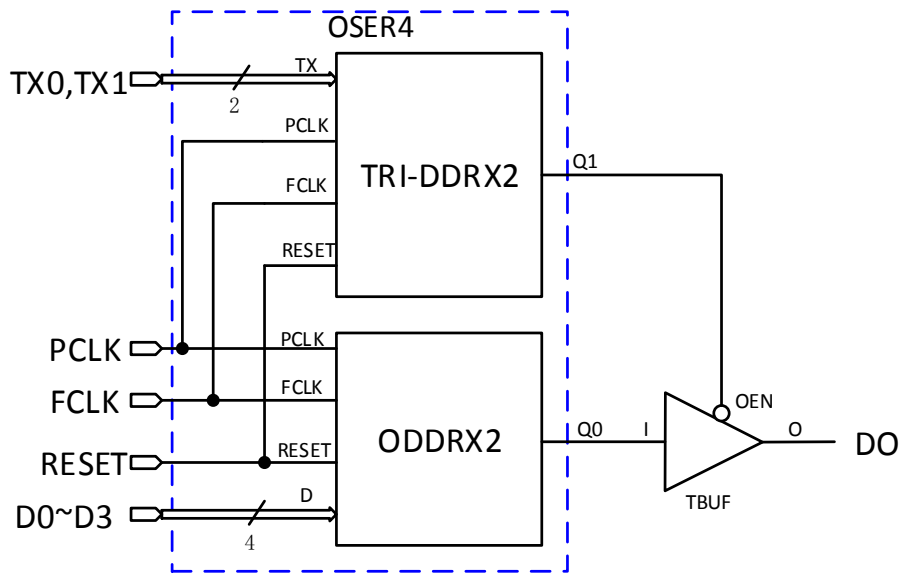 OSER4
TX0,TX1
2
TX
PCLK
FCLK
RESET
TRI-DDRX2
Q1
PCLK
FCLK
RESET
D0~D3
4
PCLK
FCLK
RESET
D
ODDRX2
Q0
I
OEN
O
DO
TBUF